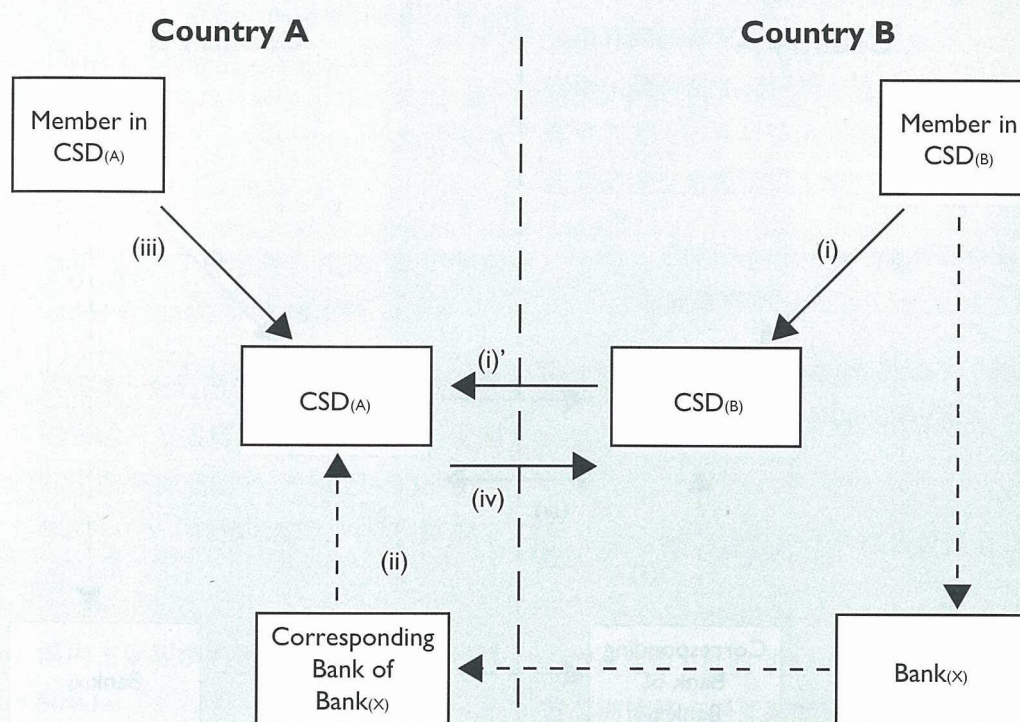 Country A
Country B
Member in
CSD(A)
Member in
CSD(B)
(iii)
(i)
CSD(A)
(i)’
CSD(B)
(iv)
(ii)
Corresponding
Bank of
Bank(X)
Bank(X)